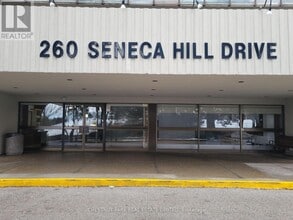 R
REALTOR
260 SENECA HILL DRIVE